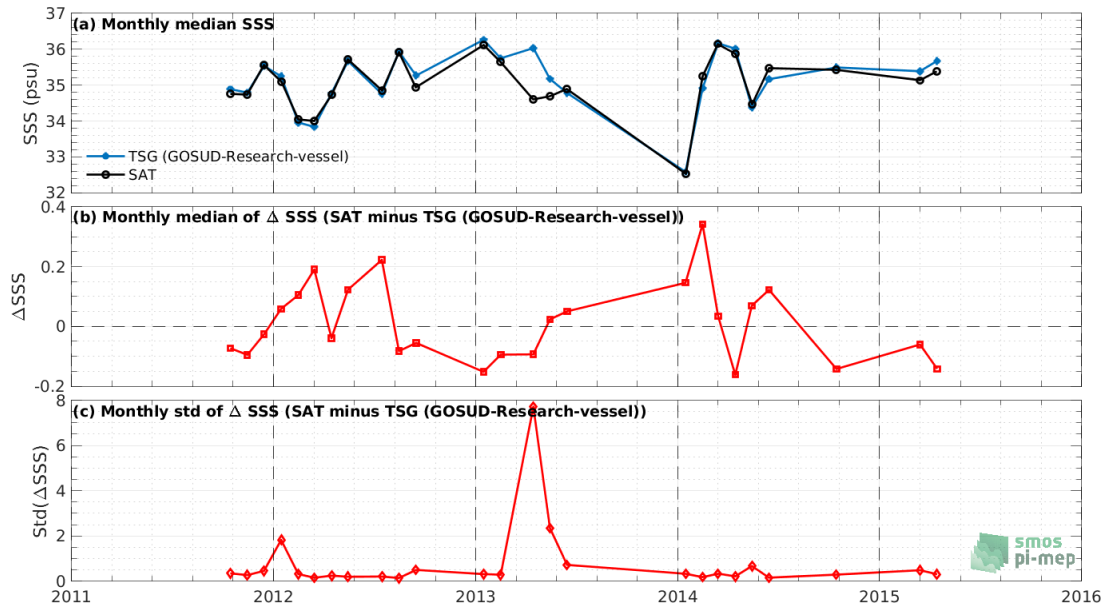 37
(a) Monthly median SSS
36
35
34
33
32
SSS (psu)
TSG (GOSUD-Research-vessel)
SAT
0.4
(b) Monthly median of Δ SSS (SAT minus TSG (GOSUD-Research-vessel))
0.2
0
-0.2
ΔSSS
8
(c) Monthly std of Δ SSS (SAT minus TSG (GOSUD-Research-vessel))
6
4
2
0
Std(ΔSSS)
smos
pi-mep
2011 2012 2013 2014 2015 2016